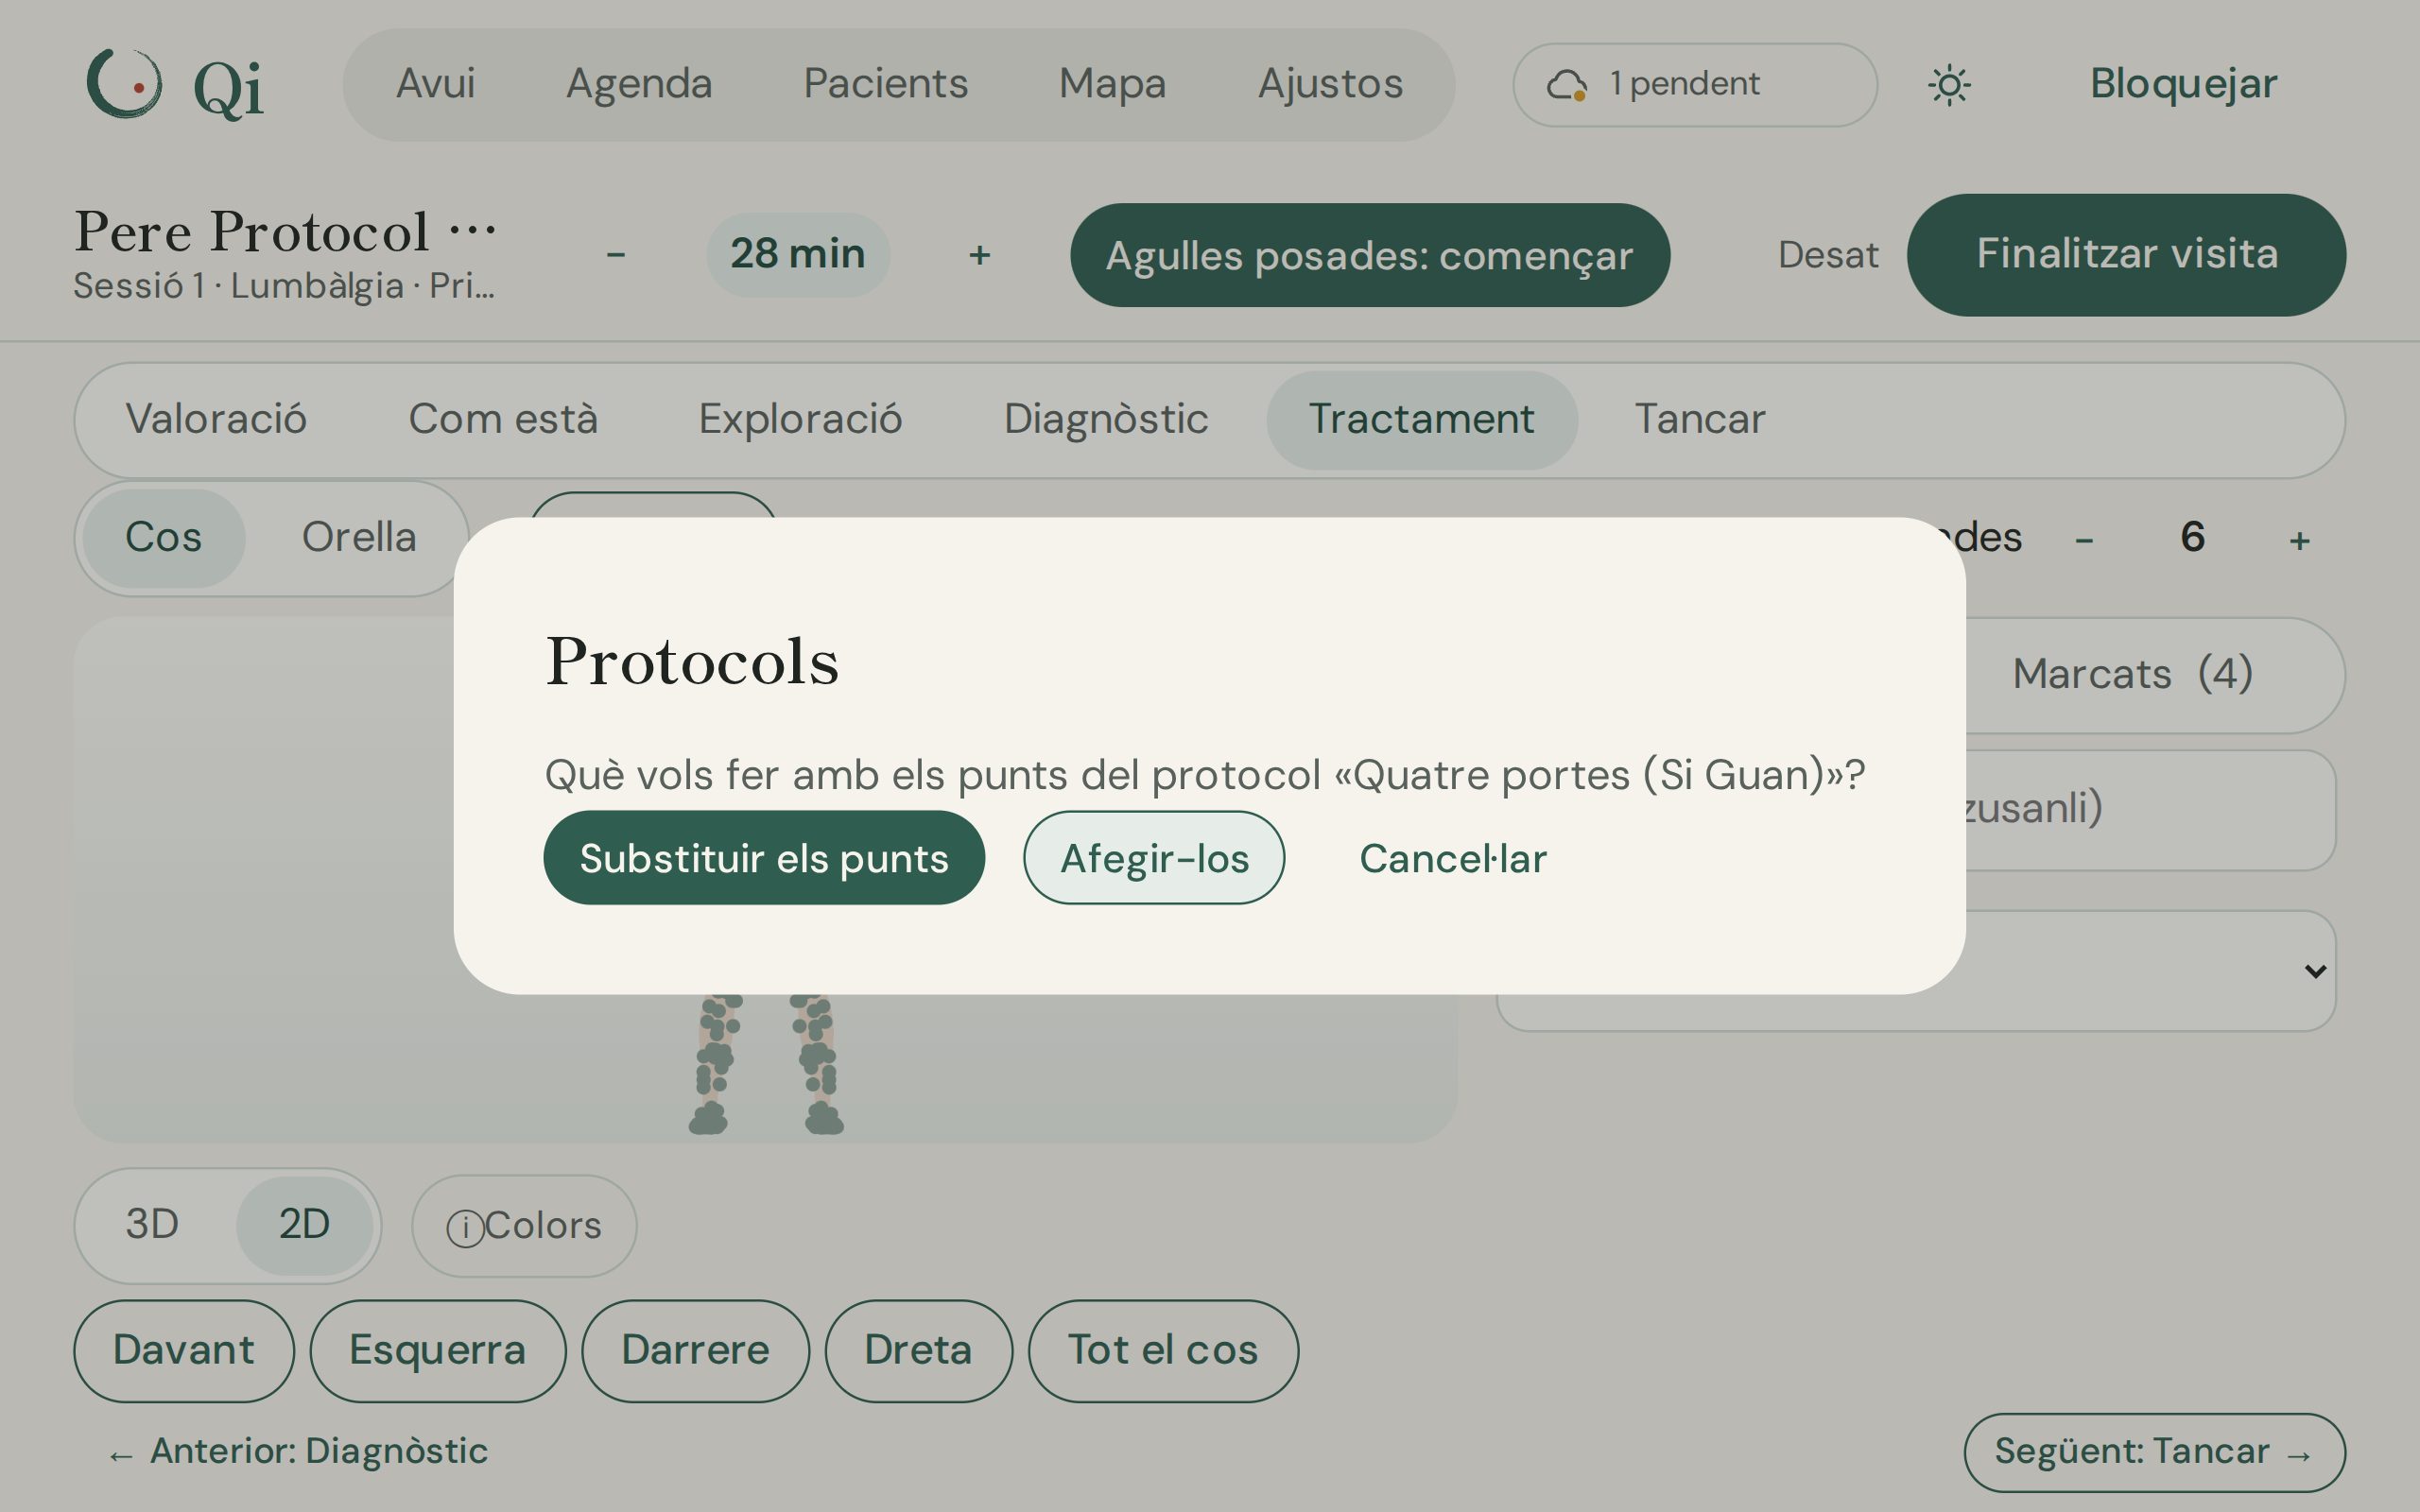 Qi
Avui Agenda Pacients Mapa Ajustos
1 pendent
Bloquejar
Pere Protocol ···
Sessió 1 · Lumbàlgia · Pri…
- 28 min +
Agulles posades: començar
Desat
Finalitzar visita
Valoració Com està Exploració Diagnòstic Tractament Tancar
Cos Orella
- 6 +
Marcats (4)
Protocols
Què vols fer amb els punts del protocol «Quatre portes (Si Guan)»?
Substituir els punts Afegir-los Cancel·lar
3D 2D ⓘColors
Davant Esquerra Darrere Dreta Tot el cos
← Anterior: Diagnòstic
Següent: Tancar →